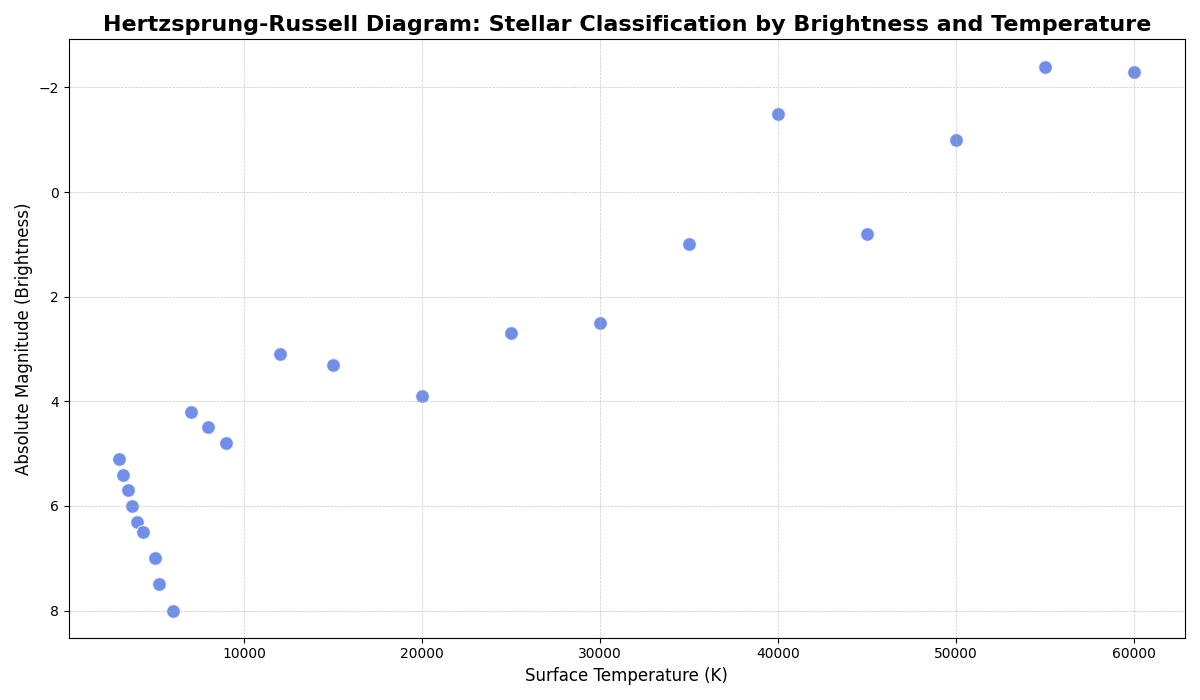 Hertzsprung-Russell Diagram: Stellar Classification by Brightness and Temperature
Absolute Magnitude (Brightness)
−2
0
2
4
6
8
10000 20000 30000 40000 50000 60000
Surface Temperature (K)